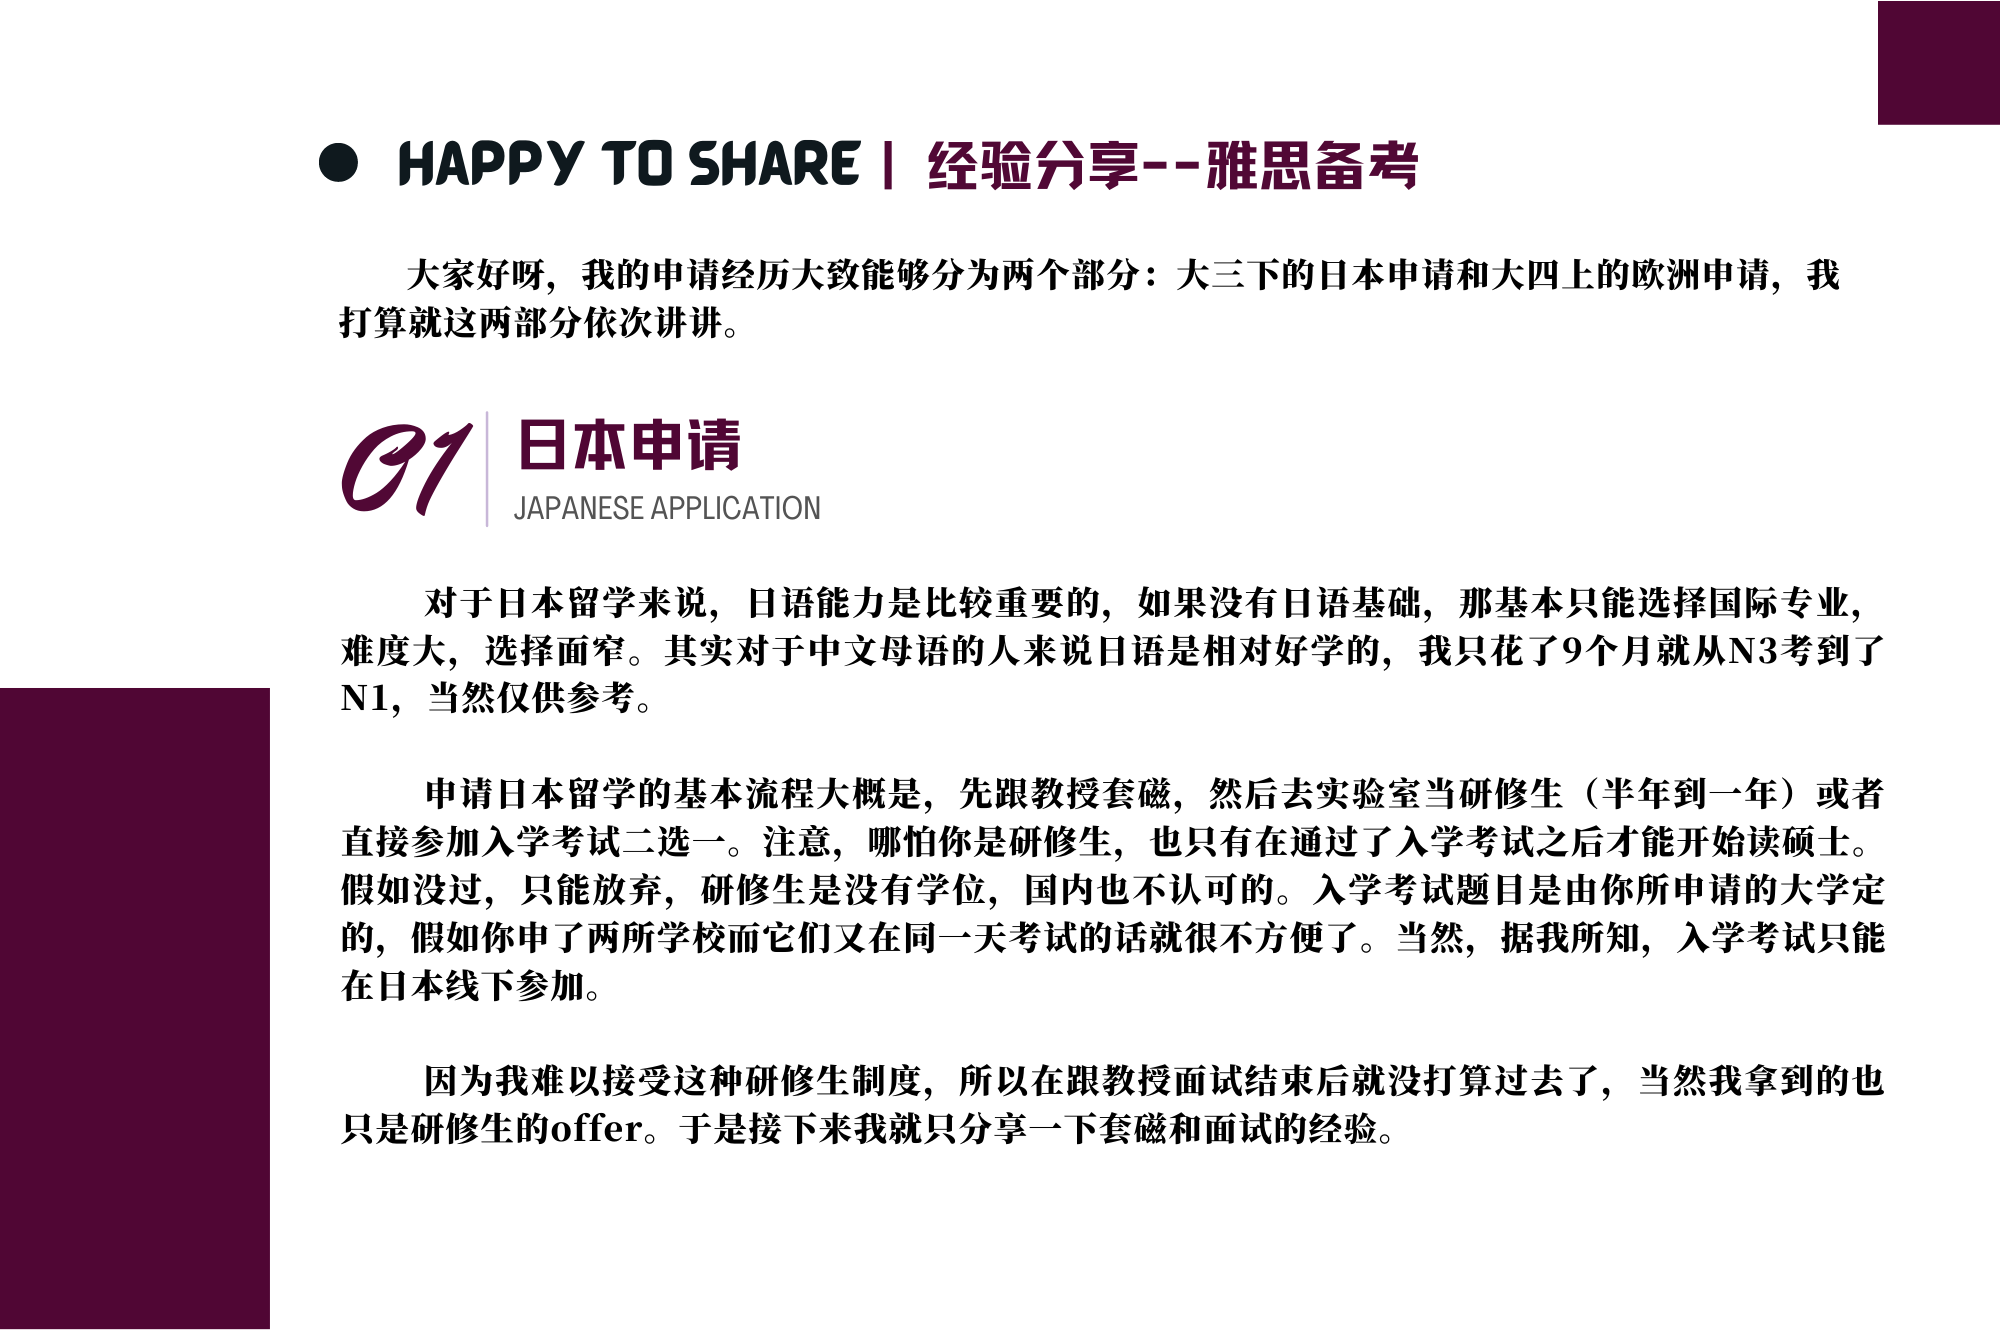 HAPPY TO SHARE | 经验分享--雅思备考
大家好呀，我的申请经历大致能够分为两个部分：大三下的日本申请和大四上的欧洲申请，我
打算就这两部分依次讲讲。
01
日本申请
JAPANESE APPLICATION
对于日本留学来说，日语能力是比较重要的，如果没有日语基础，那基本只能选择国际专业，
难度大，选择面窄。其实对于中文母语的人来说日语是相对好学的，我只花了9个月就从N3考到了
N1，当然仅供参考。
申请日本留学的基本流程大概是，先跟教授套磁，然后去实验室当研修生（半年到一年）或者
直接参加入学考试二选一。注意，哪怕你是研修生，也只有在通过了入学考试之后才能开始读硕士。
假如没过，只能放弃，研修生是没有学位，国内也不认可的。入学考试题目是由你所申请的大学定
的，假如你申了两所学校而它们又在同一天考试的话就很不方便了。当然，据我所知，入学考试只能
在日本线下参加。
因为我难以接受这种研修生制度，所以在跟教授面试结束后就没打算过去了，当然我拿到的也
只是研修生的offer。于是接下来我就只分享一下套磁和面试的经验。